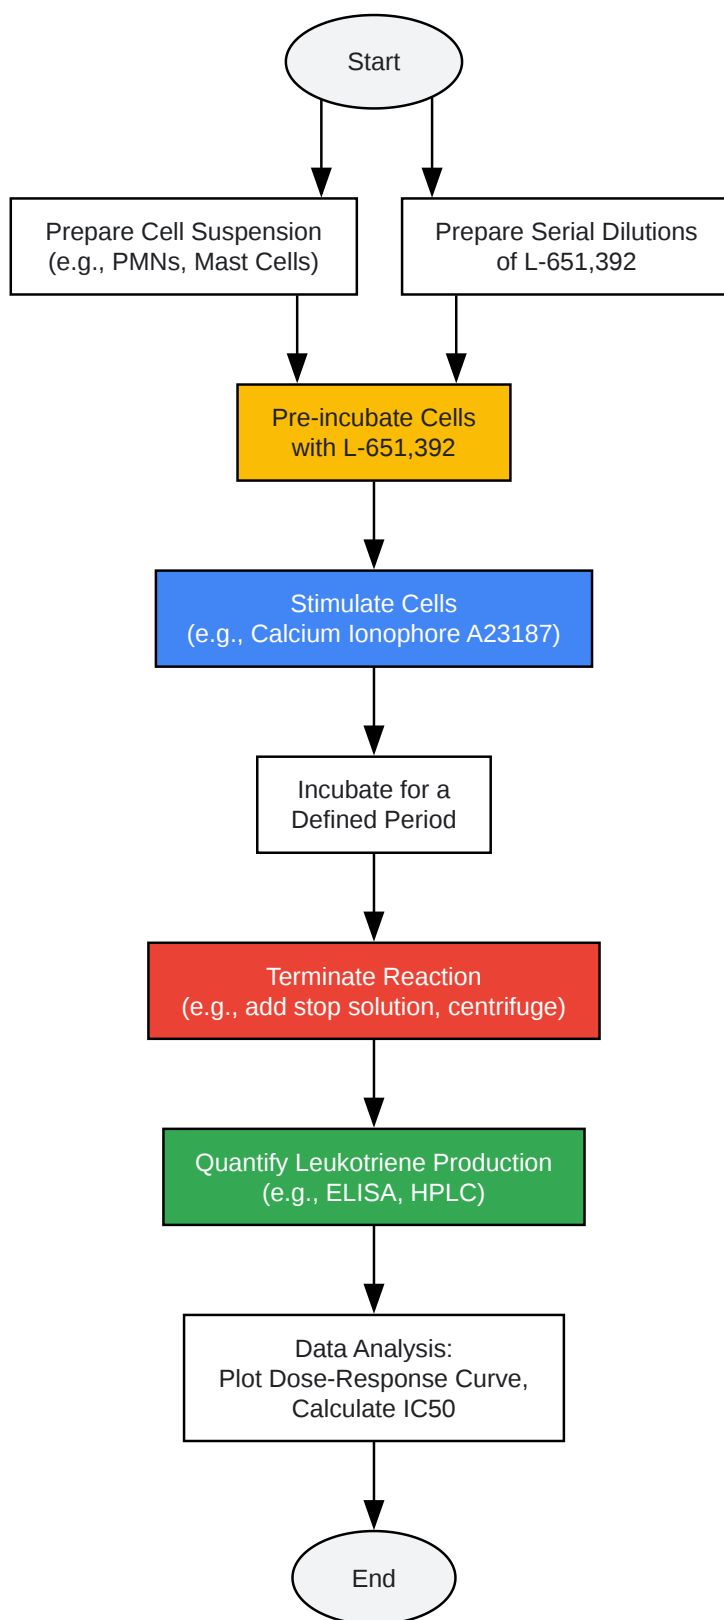 Start
Prepare Cell Suspension
(e.g., PMNs, Mast Cells)
Prepare Serial Dilutions
of L-651,392
Pre-incubate Cells
with L-651,392
Stimulate Cells
(e.g., Calcium Ionophore A23187)
Incubate for a
Defined Period
Terminate Reaction
(e.g., add stop solution, centrifuge)
Quantify Leukotriene Production
(e.g., ELISA, HPLC)
Data Analysis:
Plot Dose-Response Curve,
Calculate IC50
End